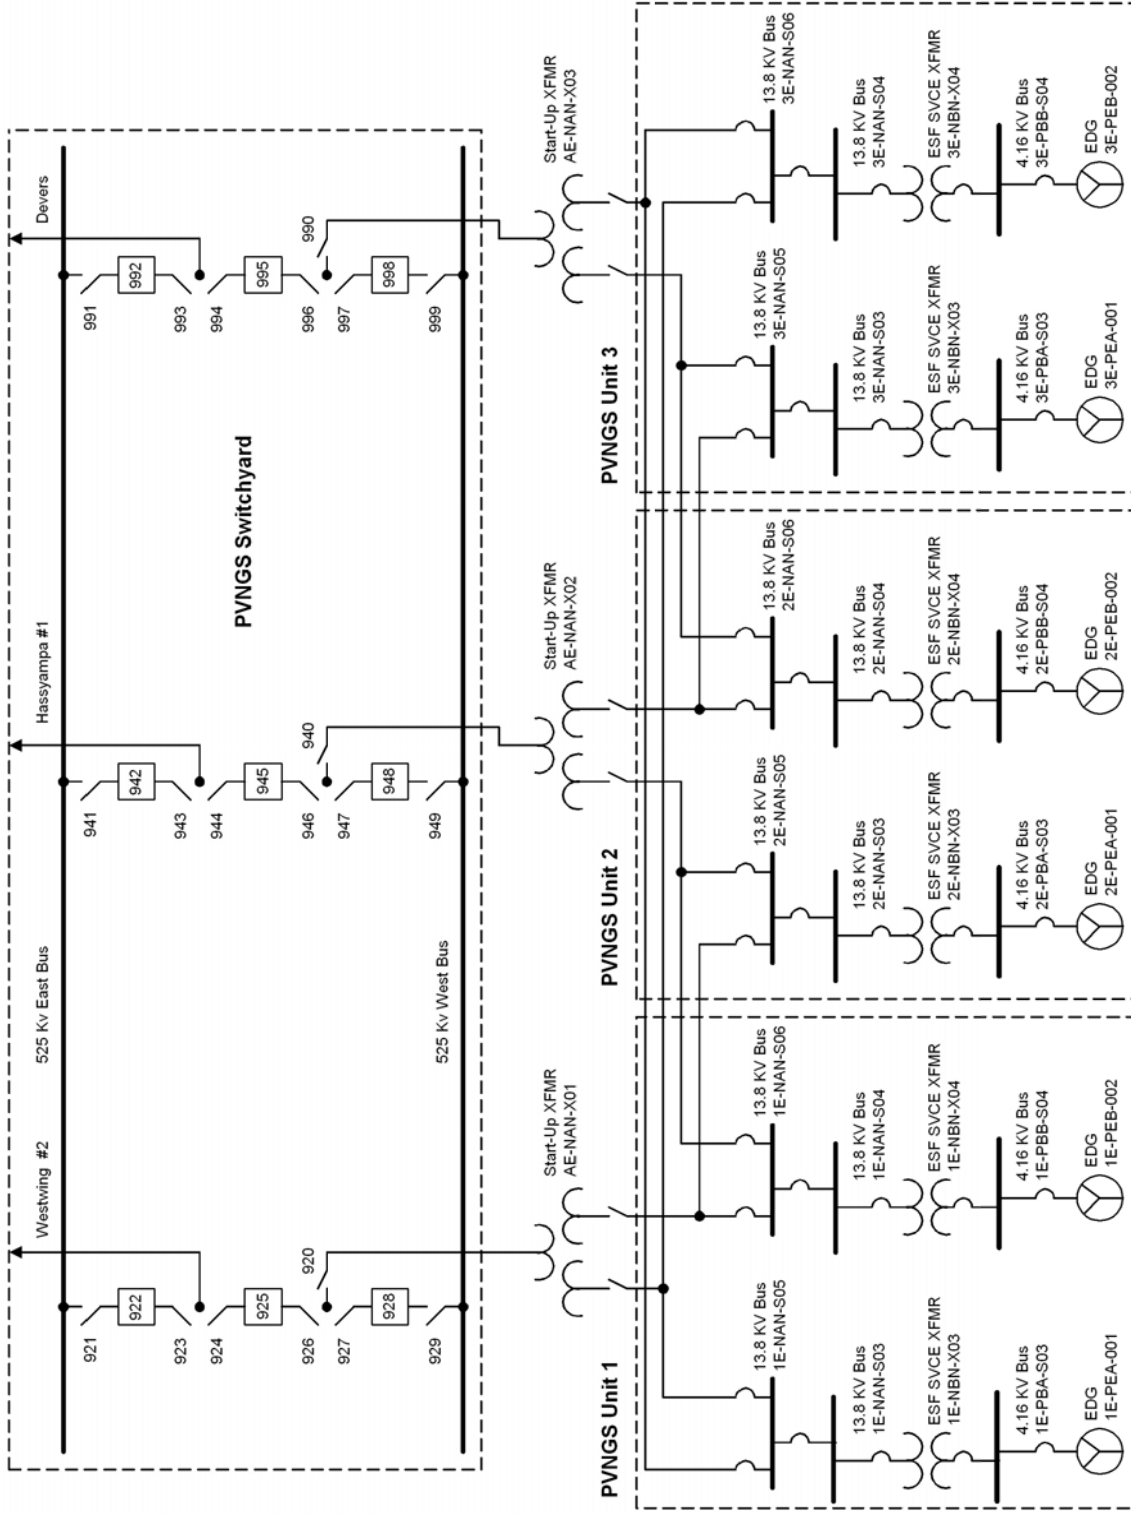 Westwing #2
Hassyampa #1
Devers
525 Kv East Bus
921
922
923
924
925
926
920
927
928
929
941
942
943
944
945
946
940
947
948
949
991
992
993
994
995
996
990
997
998
999
PVNGS Switchyard
525 Kv West Bus
Start-Up XFMR
AE-NAN-X01
Start-Up XFMR
AE-NAN-X02
Start-Up XFMR
AE-NAN-X03
PVNGS Unit 1
13.8 KV Bus
1E-NAN-S05
13.8 KV Bus
1E-NAN-S06
13.8 KV Bus
1E-NAN-S03
13.8 KV Bus
1E-NAN-S04
ESF SVCE XFMR
1E-NBN-X03
ESF SVCE XFMR
1E-NBN-X04
4.16 KV Bus
1E-PBA-S03
4.16 KV Bus
1E-PBB-S04
EDG
1E-PEA-001
EDG
1E-PEB-002
PVNGS Unit 2
13.8 KV Bus
2E-NAN-S05
13.8 KV Bus
2E-NAN-S06
13.8 KV Bus
2E-NAN-S03
13.8 KV Bus
2E-NAN-S04
ESF SVCE XFMR
2E-NBN-X03
ESF SVCE XFMR
2E-NBN-X04
4.16 KV Bus
2E-PBA-S03
4.16 KV Bus
2E-PBB-S04
EDG
2E-PEA-001
EDG
2E-PEB-002
PVNGS Unit 3
13.8 KV Bus
3E-NAN-S05
13.8 KV Bus
3E-NAN-S06
13.8 KV Bus
3E-NAN-S03
13.8 KV Bus
3E-NAN-S04
ESF SVCE XFMR
3E-NBN-X03
ESF SVCE XFMR
3E-NBN-X04
4.16 KV Bus
3E-PBA-S03
4.16 KV Bus
3E-PBB-S04
EDG
3E-PEA-001
EDG
3E-PEB-002